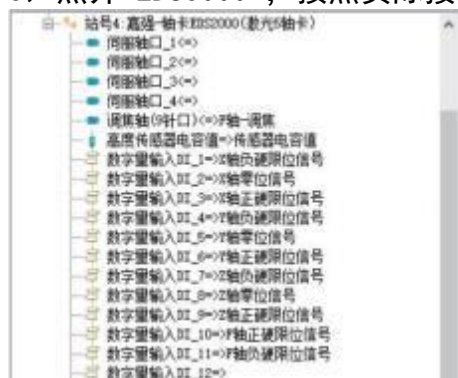 站号4:嘉强-轴卡EDS2000(激光5轴卡)
伺服轴口_1<=>
伺服轴口_2<=>
伺服轴口_3<=>
伺服轴口_4<=>
调焦轴(9针口)<=>F轴-调焦
高度传感器电容值=>传感器电容值
数字量输入DI_1=>X轴负硬限位信号
数字量输入DI_2=>X轴零位信号
数字量输入DI_3=>X轴正硬限位信号
数字量输入DI_4=>Y轴负硬限位信号
数字量输入DI_5=>Y轴零位信号
数字量输入DI_6=>Y轴正硬限位信号
数字量输入DI_7=>Z轴负硬限位信号
数字量输入DI_8=>Z轴零位信号
数字量输入DI_9=>Z轴正硬限位信号
数字量输入DI_10=>F轴正硬限位信号
数字量输入DI_11=>F轴负硬限位信号
数字量输入DI_12=>